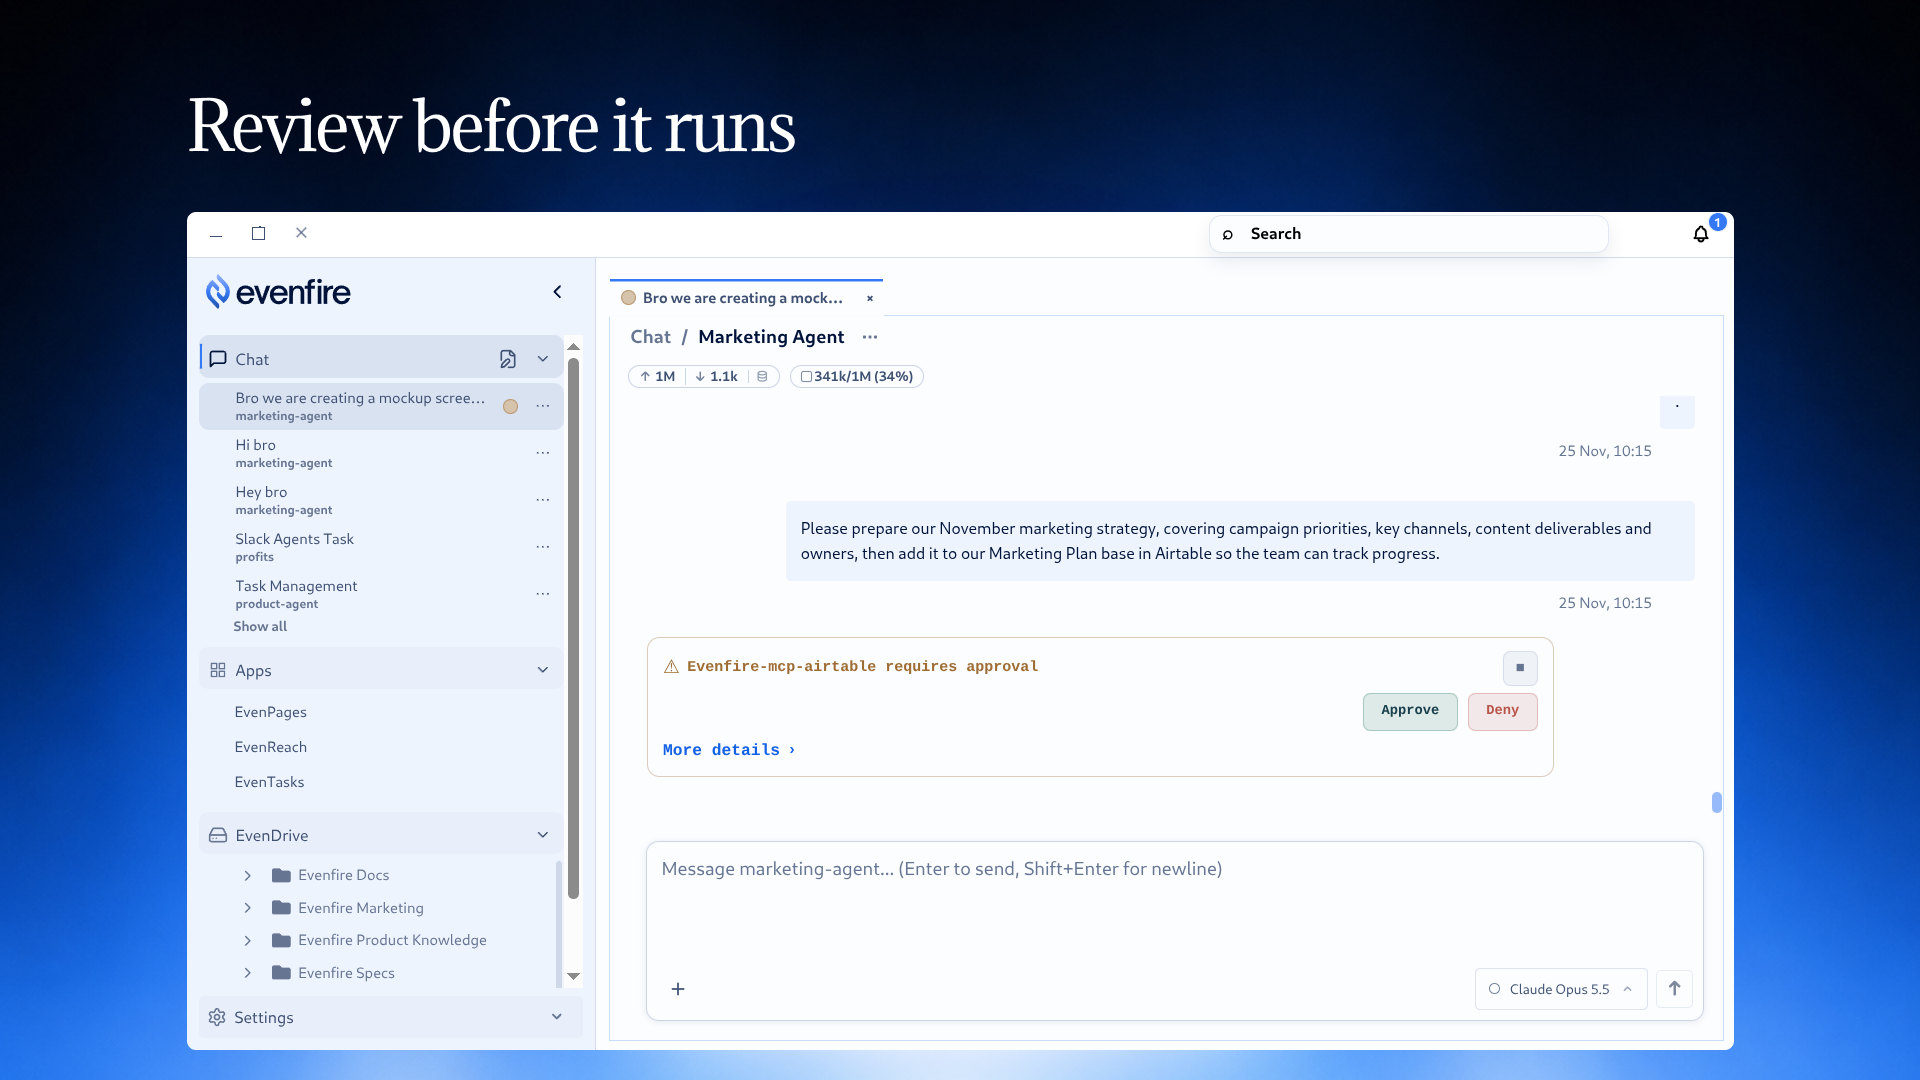 Review before it runs
Search
1
evenfire
Chat
Bro we are creating a mockup scree...
marketing-agent
Hi bro
marketing-agent
Hey bro
marketing-agent
Slack Agents Task
profits
Task Management
product-agent
Show all
Apps
EvenPages
EvenReach
EvenTasks
EvenDrive
Evenfire Docs
Evenfire Marketing
Evenfire Product Knowledge
Evenfire Specs
Settings
Bro we are creating a mock...
Chat / Marketing Agent
↑ 1M ↓ 1.1k 341k/1M (34%)
.
25 Nov, 10:15
Please prepare our November marketing strategy, covering campaign priorities, key channels, content deliverables and
owners, then add it to our Marketing Plan base in Airtable so the team can track progress.
25 Nov, 10:15
Evenfire-mcp-airtable requires approval
Approve Deny
More details ›
Message marketing-agent... (Enter to send, Shift+Enter for newline)
Claude Opus 5.5